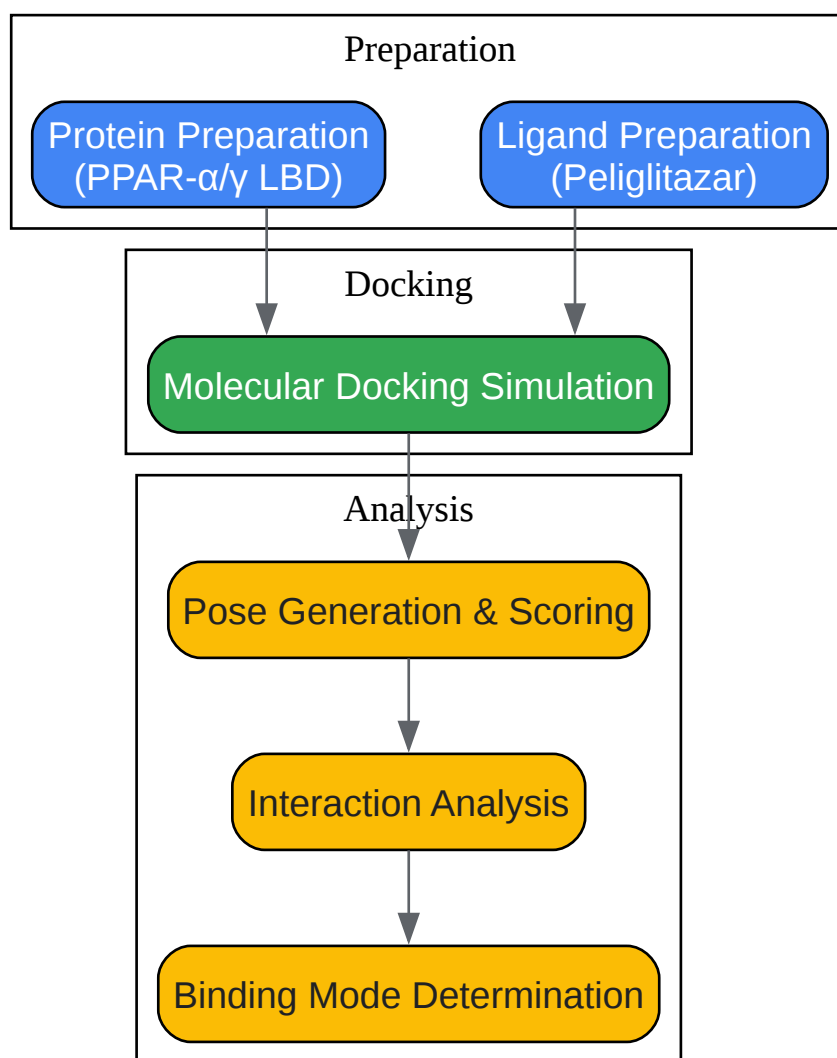 Preparation
Protein Preparation
(PPAR-α/γ LBD)
Ligand Preparation
(Peliglitazar)
Docking
Molecular Docking Simulation
Analysis
Pose Generation & Scoring
Interaction Analysis
Binding Mode Determination